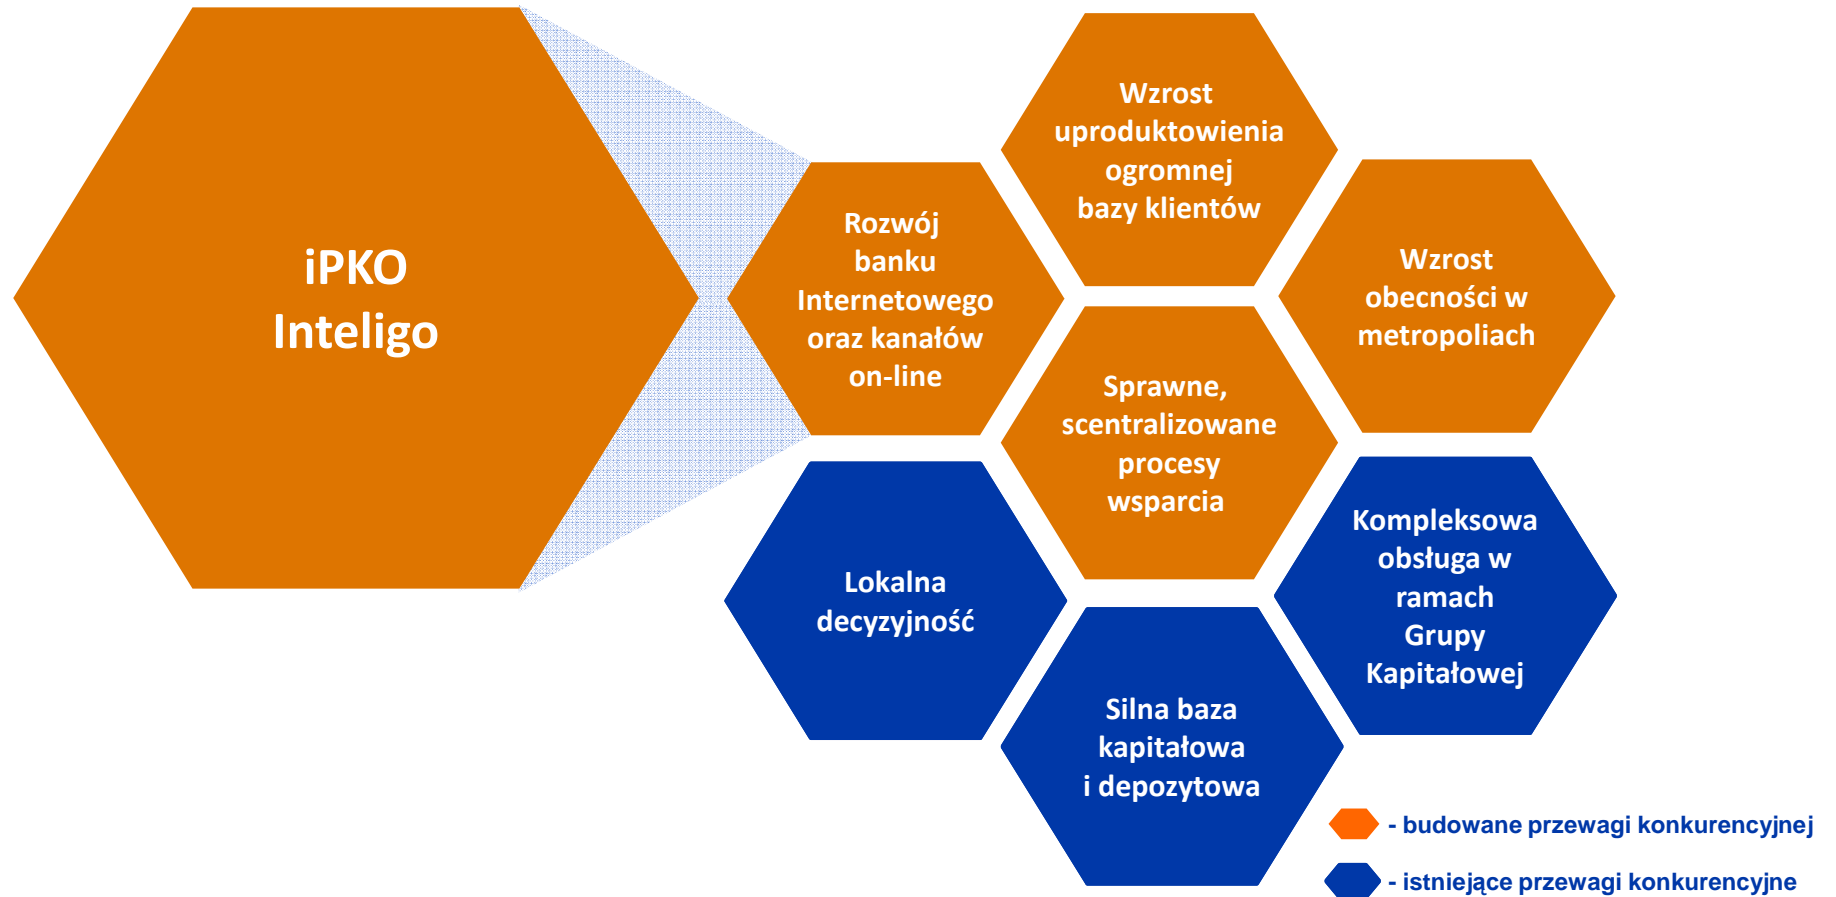 iPKO
Inteligo
Rozwój
banku
Internetowego
oraz kanałów
on-line
Wzrost
uproduktowienia
ogromnej
bazy klientów
Wzrost
obecności w
metropoliach
Sprawne,
scentralizowane
procesy
wsparcia
Lokalna
decyzyjność
Silna baza
kapitałowa
i depozytowa
Kompleksowa
obsługa w
ramach
Grupy
Kapitałowej
- budowane przewagi konkurencyjnej
- istniejące przewagi konkurencyjne